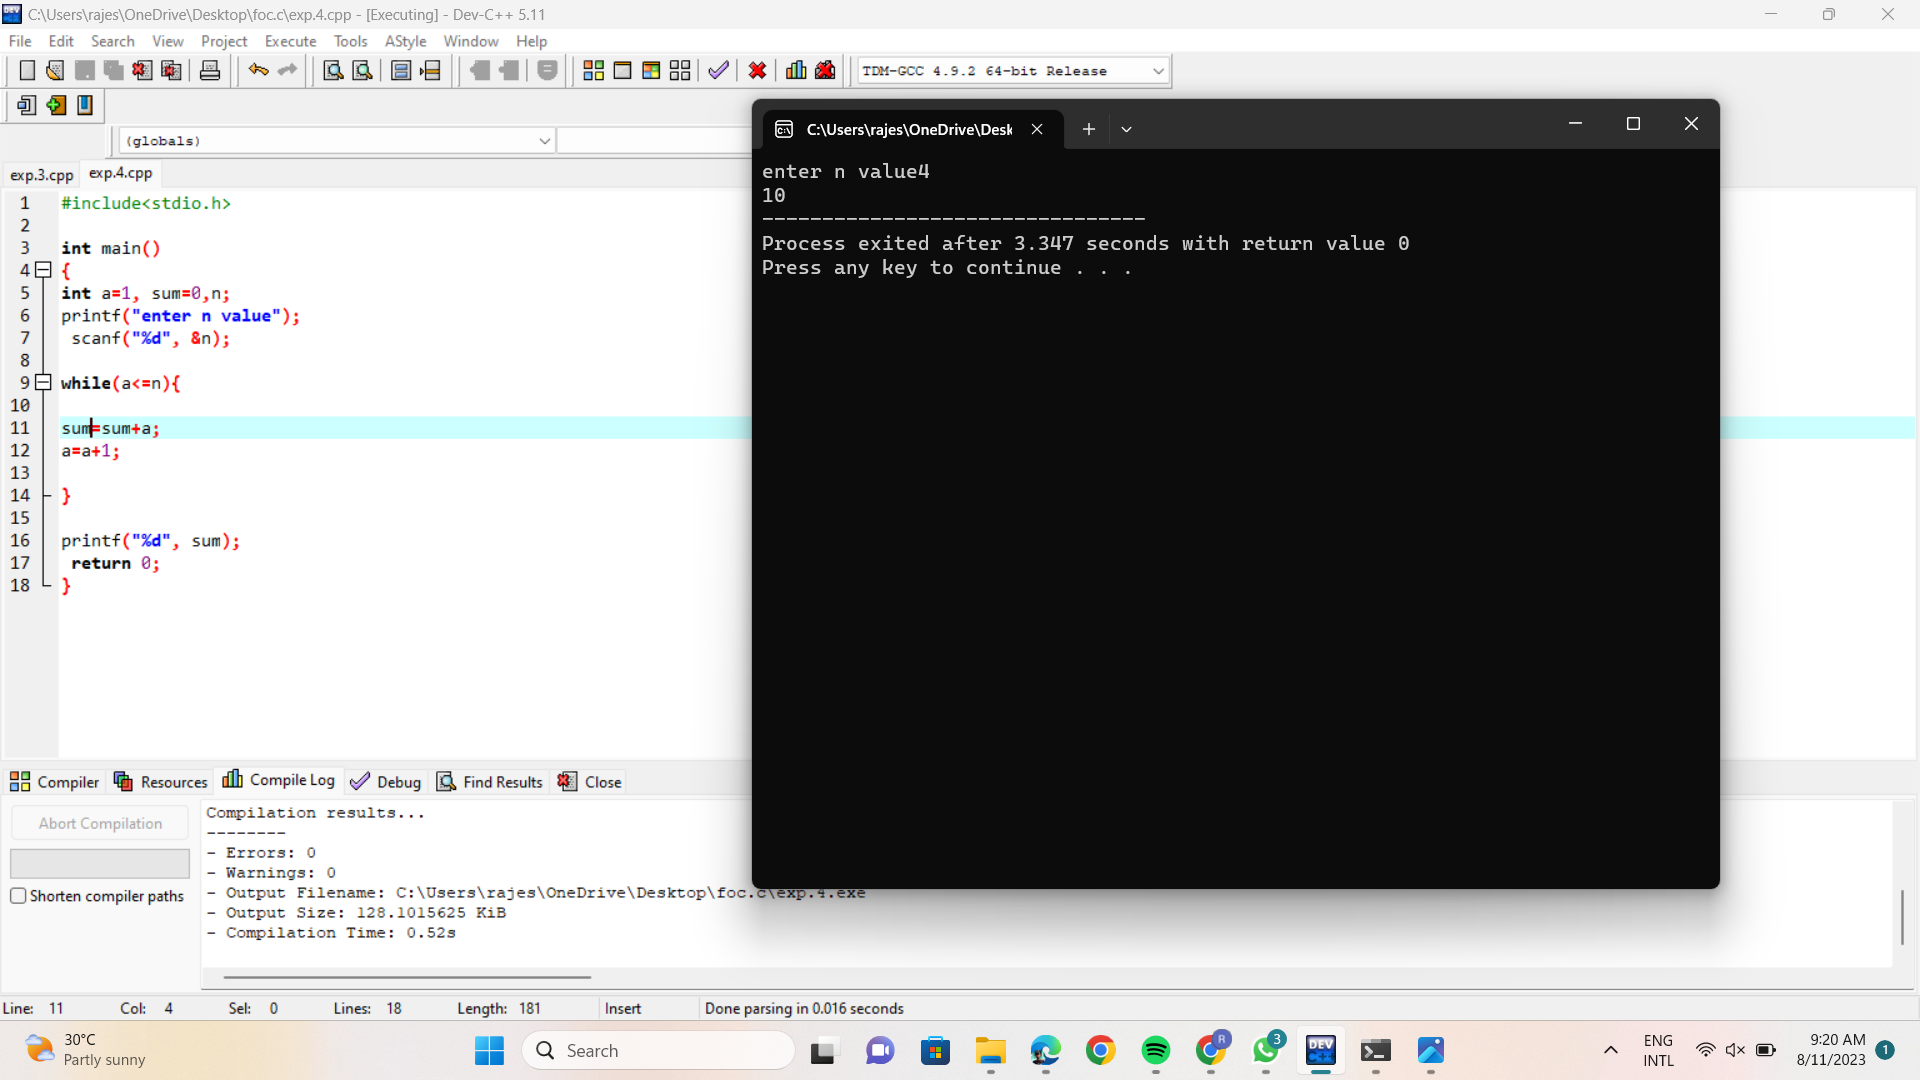 C:\Users\rajes\OneDrive\Desktop\foc.c\exp.4.cpp - [Executing] - Dev-C++ 5.11
File Edit Search View Project Execute Tools AStyle Window Help
TDM-GCC 4.9.2 64-bit Release
(globals)
exp.3.cpp exp.4.cpp
1 #include<stdio.h>
2
3 int main()
4 {
5 int a=1, sum=0,n;
6 printf("enter n value");
7 scanf("%d", &n);
8
9 while(a<=n){
10
11 sum=sum+a;
12 a=a+1;
13
14 }
15
16 printf("%d", sum);
17 return 0;
18 }
C:\Users\rajes\OneDrive\Desk
enter n value4
10
--------------------------------
Process exited after 3.347 seconds with return value 0
Press any key to continue . . .
Compiler Resources Compile Log Debug Find Results Close
Abort Compilation
Shorten compiler paths
Compilation results...
--------
- Errors: 0
- Warnings: 0
- Output Filename: C:\Users\rajes\OneDrive\Desktop\foc.c\exp.4.exe
- Output Size: 128.1015625 KiB
- Compilation Time: 0.52s
Line: 11 Col: 4 Sel: 0 Lines: 18 Length: 181 Insert Done parsing in 0.016 seconds
30°C
Partly sunny
Search
R
3
DEV
ENG
INTL
9:20 AM
8/11/2023
1